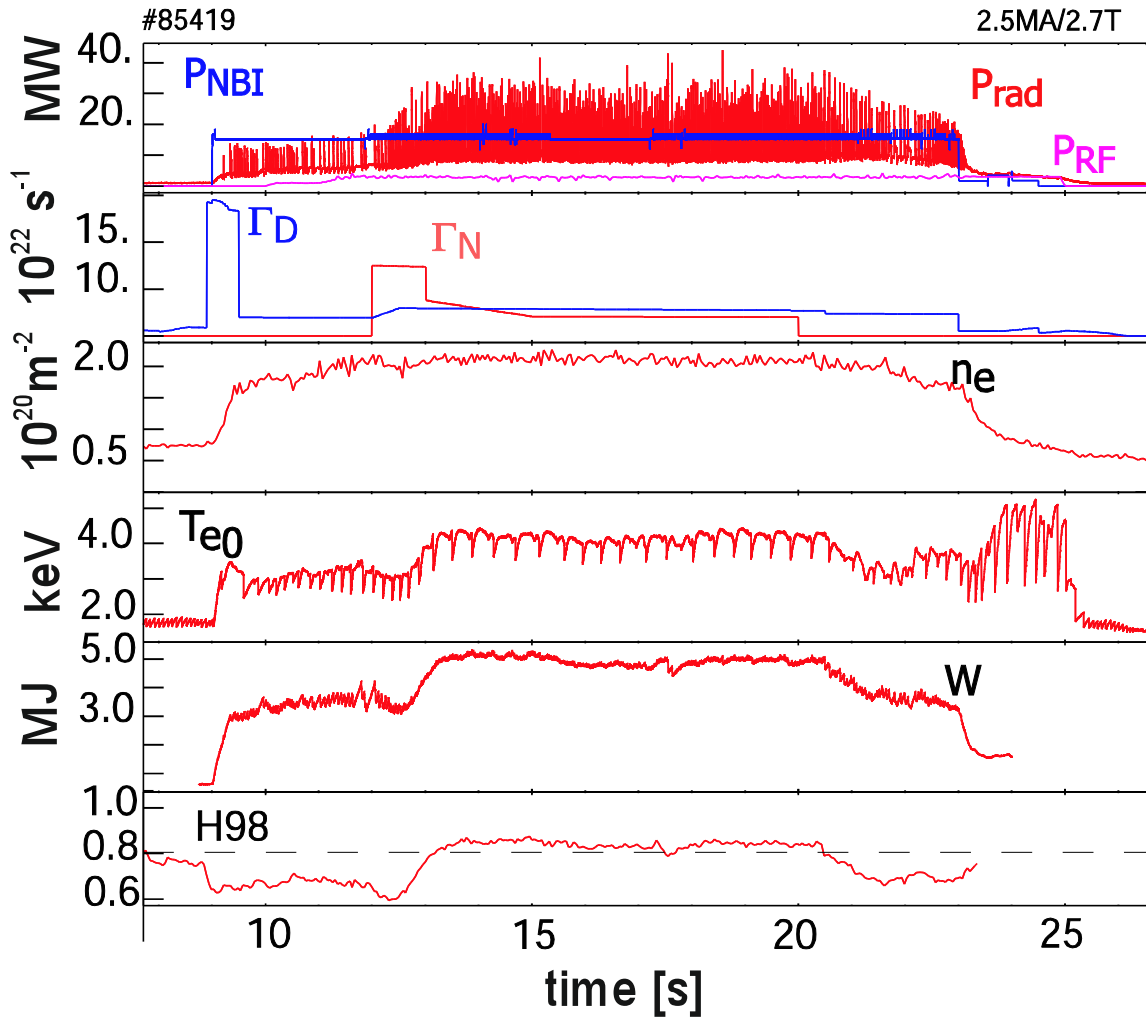 #85419 2.5MA/2.7T
MW
40.
20.
PNBI
Prad
PRF
10²² s⁻¹
15.
10.
ΓD
ΓN
10²⁰m⁻²
2.0
0.5
ne
keV
4.0
2.0
Te0
MJ
5.0
3.0
W
1.0
0.8
0.6
H98
10 15 20 25
time [s]